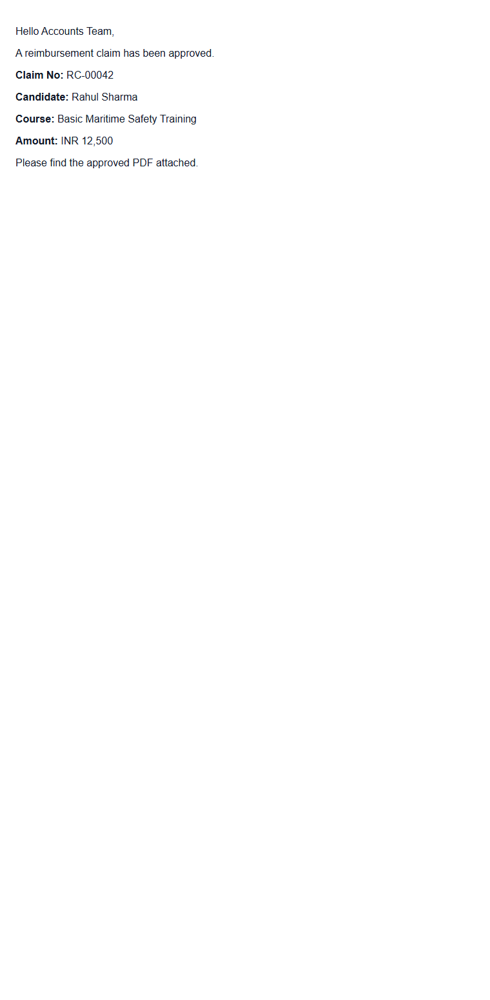 Hello Accounts Team,
A reimbursement claim has been approved.
Claim No: RC-00042
Candidate: Rahul Sharma
Course: Basic Maritime Safety Training
Amount: INR 12,500
Please find the approved PDF attached.